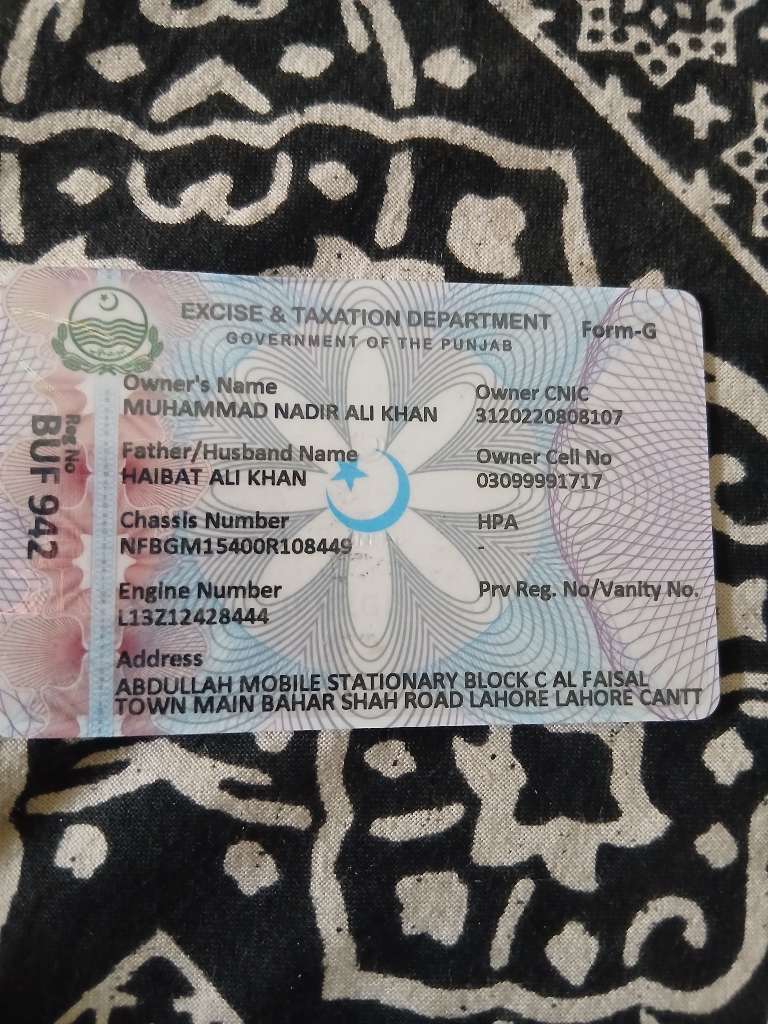 EXCISE & TAXATION DEPARTMENT
GOVERNMENT OF THE PUNJAB
Form-G
Reg No
BUF 942
Owner's Name
MUHAMMAD NADIR ALI KHAN
Owner CNIC
3120220808107
Father/Husband Name
HAIBAT ALI KHAN
Owner Cell No
03099991717
Chassis Number
NFBGM15400R108449
HPA
-
Engine Number
L13Z12428444
Prv Reg. No/Vanity No.
Address
ABDULLAH MOBILE STATIONARY BLOCK C AL FAISAL
TOWN MAIN BAHAR SHAH ROAD LAHORE LAHORE CANTT